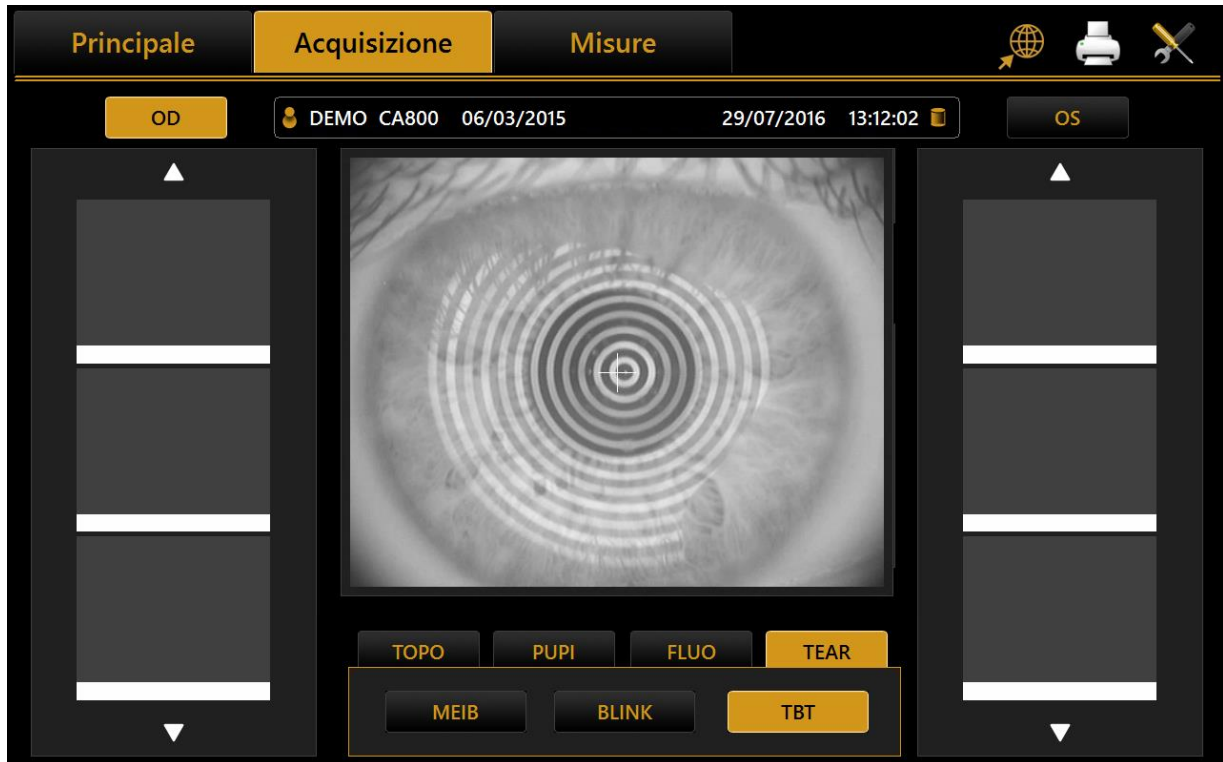 Principale Acquisizione Misure
OD DEMO CA800 06/03/2015 29/07/2016 13:12:02 OS
TOPO PUPI FLUO TEAR
MEIB BLINK TBT